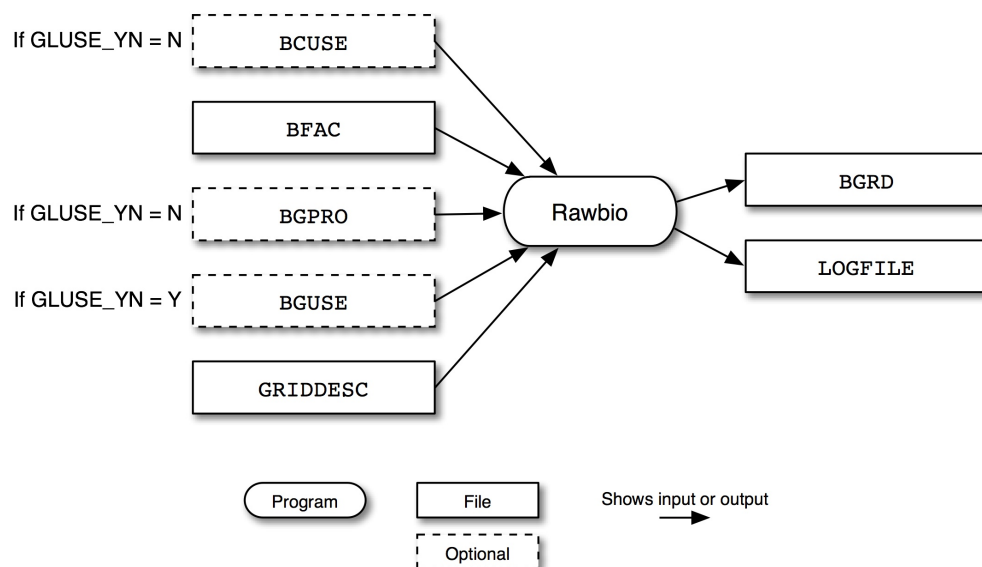 If GLUSE_YN = N
BCUSE
BFAC
If GLUSE_YN = N
BGPRO
If GLUSE_YN = Y
BGUSE
GRIDDESC
Rawbio
BGRD
LOGFILE
Program
File
Shows input or output
Optional